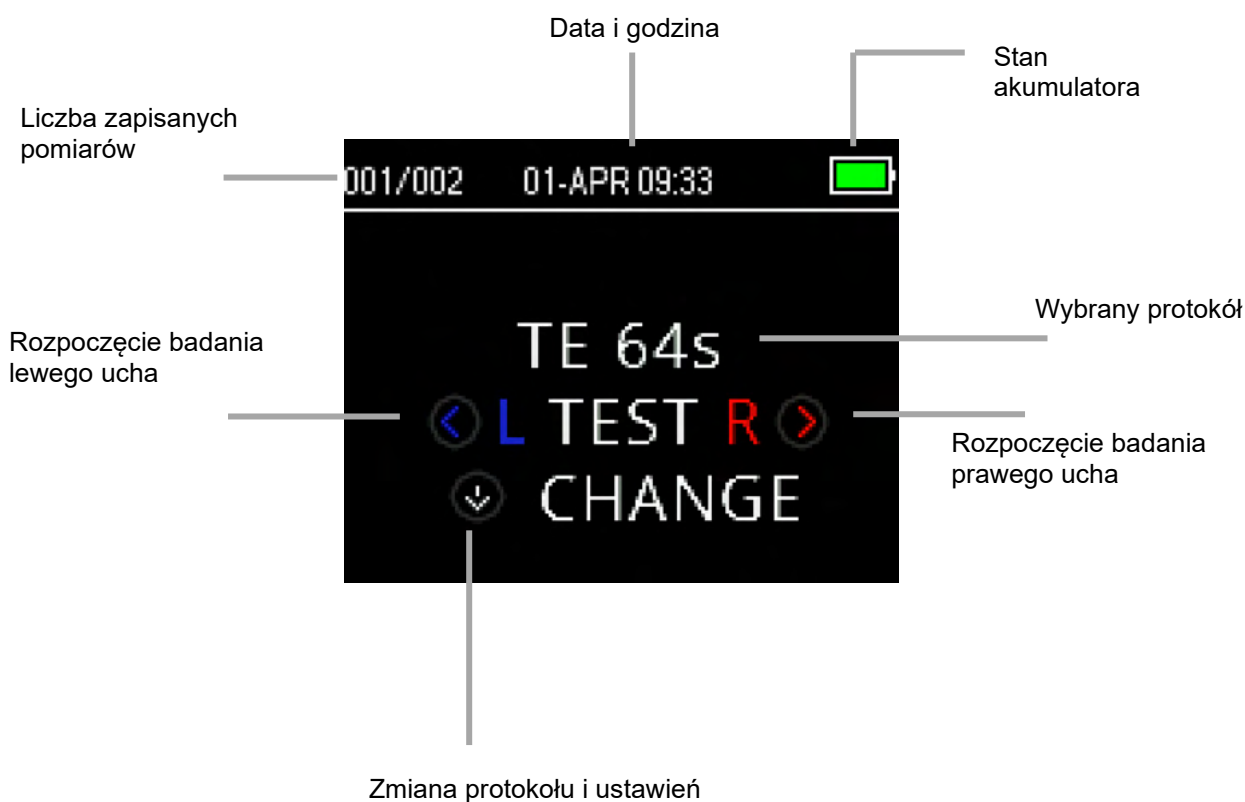 Data i godzina
Stan
akumulatora
Liczba zapisanych
pomiarów
001/002 01-APR 09:33
Wybrany protokół
TE 64s
Rozpoczęcie badania
lewego ucha
L TEST R
Rozpoczęcie badania
prawego ucha
CHANGE
Zmiana protokołu i ustawień